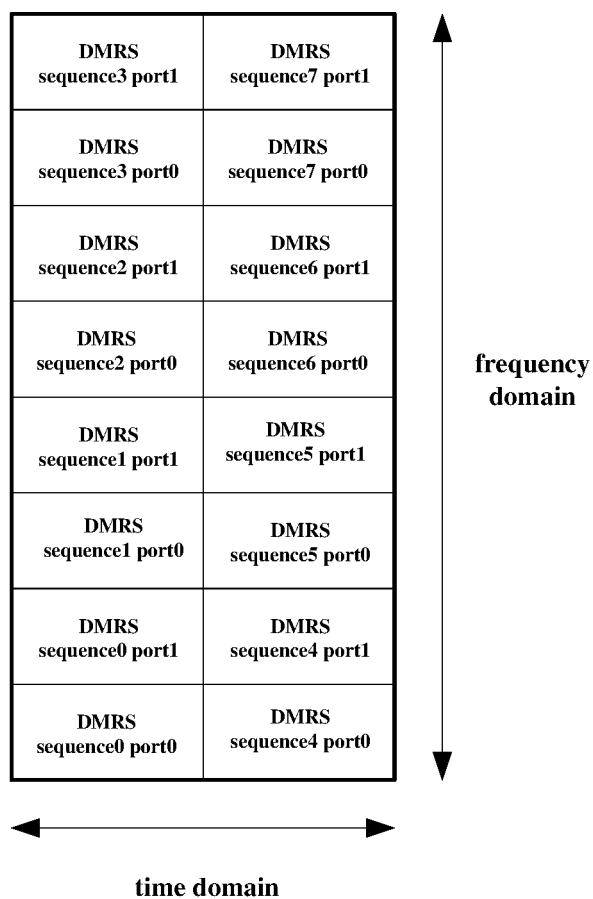 DMRS
sequence3 port1
DMRS
sequence7 port1
DMRS
sequence3 port0
DMRS
sequence7 port0
DMRS
sequence2 port1
DMRS
sequence6 port1
DMRS
sequence2 port0
DMRS
sequence6 port0
frequency
domain
DMRS
sequence1 port1
DMRS
sequence5 port1
DMRS
sequence1 port0
DMRS
sequence5 port0
DMRS
sequence0 port1
DMRS
sequence4 port1
DMRS
sequence0 port0
DMRS
sequence4 port0
time domain